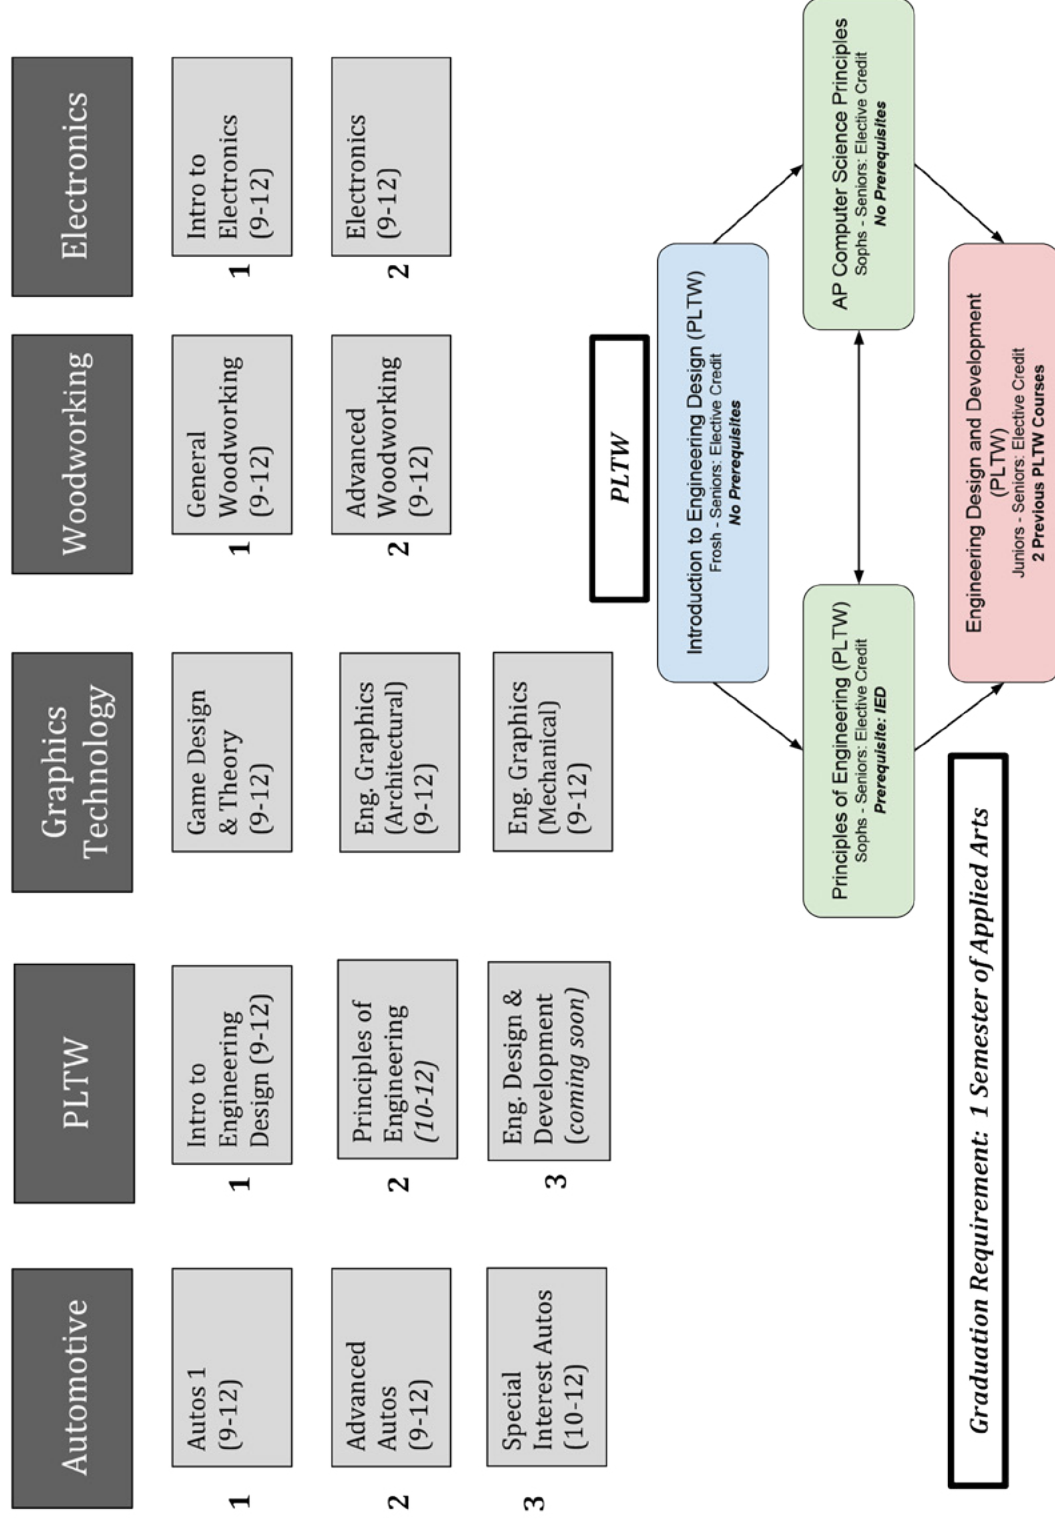 Automotive
1
Autos 1
(9-12)
2
Advanced
Autos
(9-12)
3
Special
Interest Autos
(10-12)
PLTW
1
Intro to
Engineering
Design (9-12)
2
Principles of
Engineering
(10-12)
3
Eng. Design &
Development
(coming soon)
Graphics
Technology
Game Design
& Theory
(9-12)
Eng. Graphics
(Architectural)
(9-12)
Eng. Graphics
(Mechanical)
(9-12)
Woodworking
1
General
Woodworking
(9-12)
2
Advanced
Woodworking
(9-12)
Electronics
1
Intro to
Electronics
(9-12)
2
Electronics
(9-12)
PLTW
Introduction to Engineering Design (PLTW)
Frosh - Seniors: Elective Credit
No Prerequisites
Principles of Engineering (PLTW)
Sophs - Seniors: Elective Credit
Prerequisite: IED
AP Computer Science Principles
Sophs - Seniors: Elective Credit
No Prerequisites
Engineering Design and Development
(PLTW)
Juniors - Seniors: Elective Credit
2 Previous PLTW Courses
Graduation Requirement: 1 Semester of Applied Arts